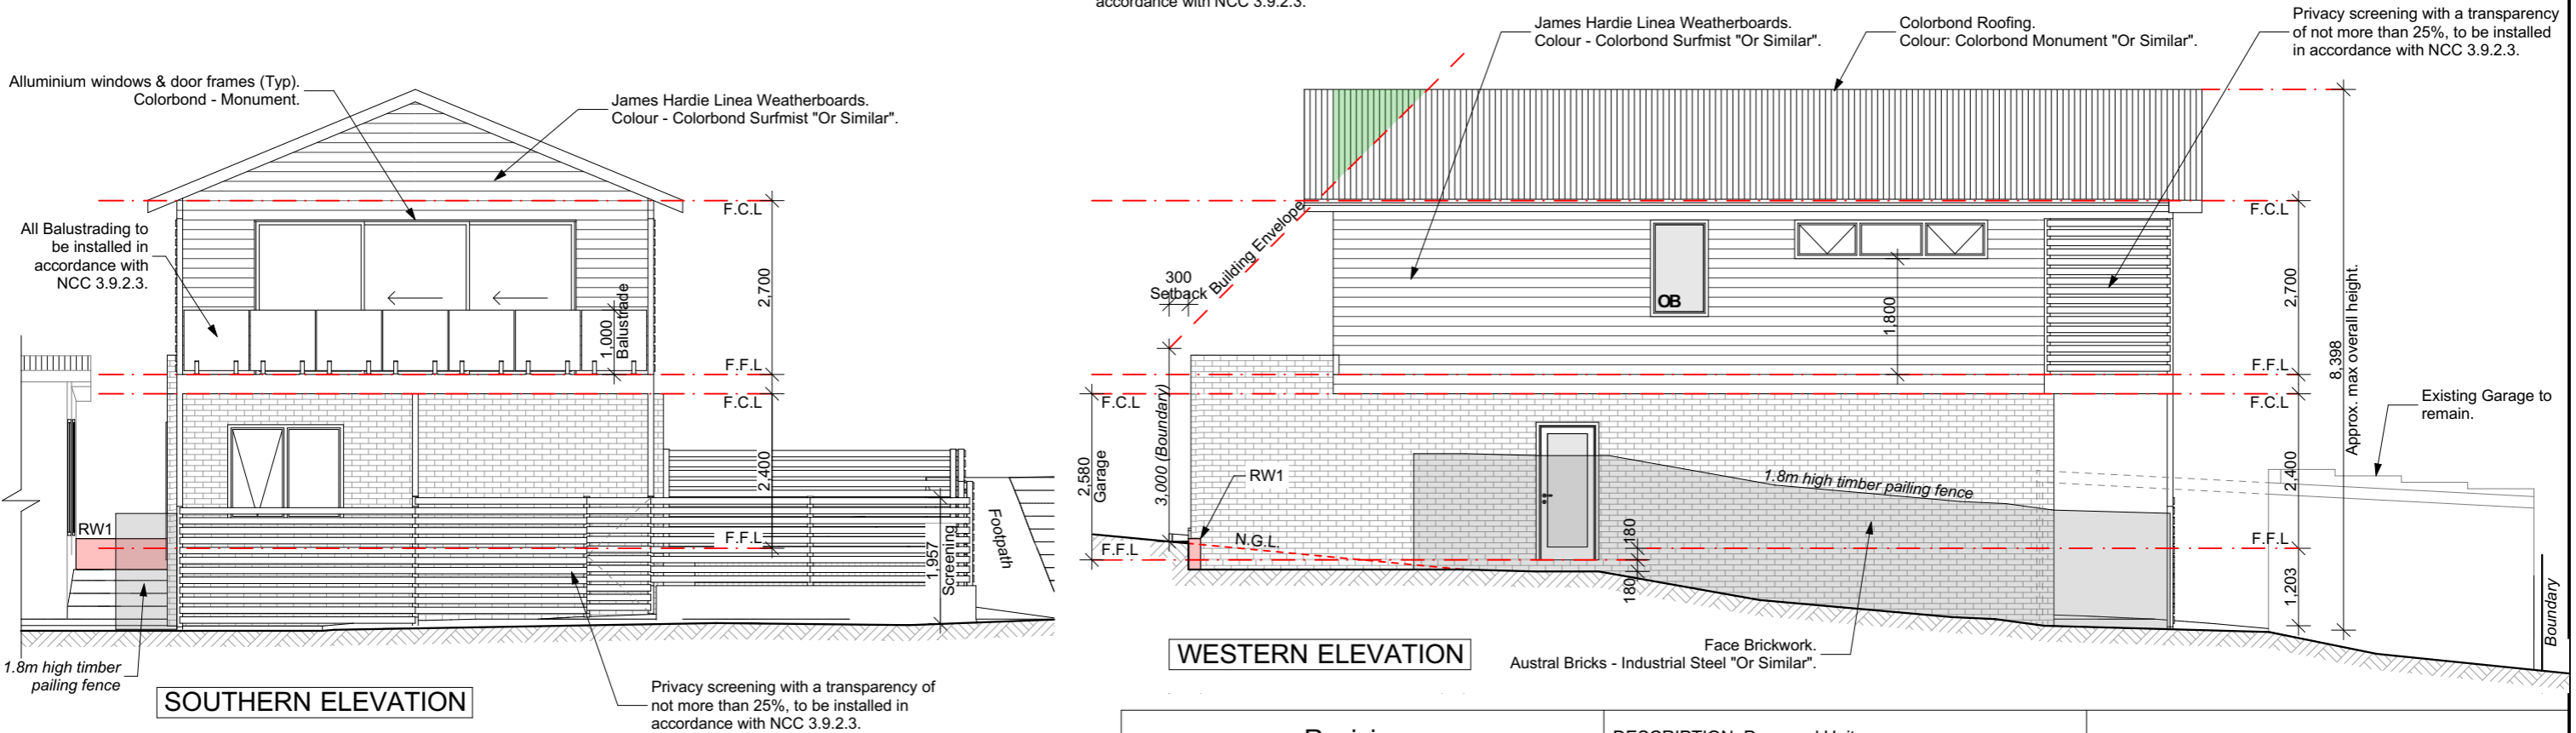 accordance with NCC 3.9.2.3.
Alluminium windows & door frames (Typ).
Colorbond - Monument.
James Hardie Linea Weatherboards.
Colour - Colorbond Surfmist "Or Similar".
All Balustrading to
be installed in
accordance with
NCC 3.9.2.3.
F.C.L
2,700
1,000
Balustrade
F.F.L
F.C.L
2,400
RW1
F.F.L
1,957
Screening
Footpath
1.8m high timber
pailing fence
SOUTHERN ELEVATION
Privacy screening with a transparency of
not more than 25%, to be installed in
accordance with NCC 3.9.2.3.
James Hardie Linea Weatherboards.
Colour - Colorbond Surfmist "Or Similar".
Colorbond Roofing.
Colour: Colorbond Monument "Or Similar".
Privacy screening with a transparency
of not more than 25%, to be installed
in accordance with NCC 3.9.2.3.
Building Envelope
300
Setback
OB
1,800
F.C.L
2,700
F.F.L
F.C.L
8,398
Approx. max overall height.
Existing Garage to
remain.
F.C.L
2,580
Garage
3,000 (Boundary)
RW1
N.G.L.
F.F.L
1.8m high timber pailing fence
180
180
2,400
F.F.L
1,203
Boundary
WESTERN ELEVATION
Face Brickwork.
Austral Bricks - Industrial Steel "Or Similar".